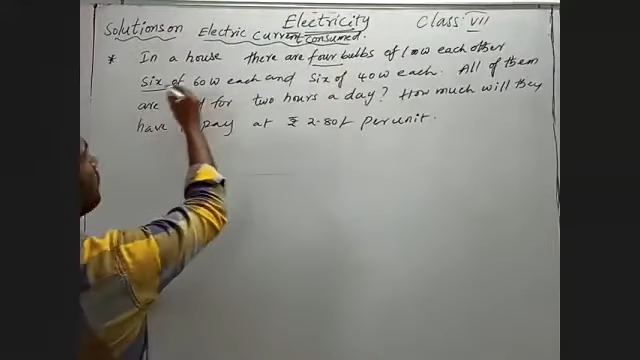 Electricity Class: VII
Solutions on Electric current consumed.
* In a house there are four bulbs of 100W each other
Six of 60W each and Six of 40W each. All of them
are for two hours a day? How much will they
have pay at ₹ 2.80/- per unit.